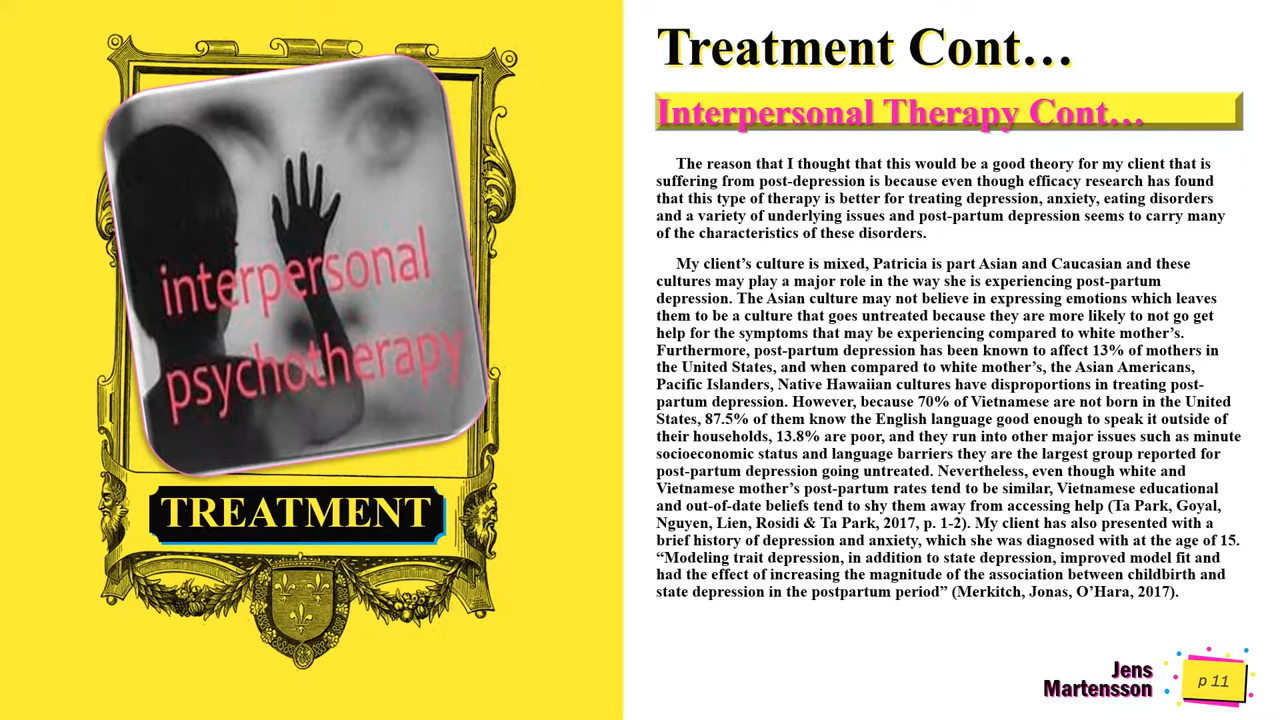 interpersonal
psychotherapy
TREATMENT
Treatment Cont…
Interpersonal Therapy Cont…
The reason that I thought that this would be a good theory for my client that is
suffering from post-depression is because even though efficacy research has found
that this type of therapy is better for treating depression, anxiety, eating disorders
and a variety of underlying issues and post-partum depression seems to carry many
of the characteristics of these disorders.
My client’s culture is mixed, Patricia is part Asian and Caucasian and these
cultures may play a major role in the way she is experiencing post-partum
depression. The Asian culture may not believe in expressing emotions which leaves
them to be a culture that goes untreated because they are more likely to not go get
help for the symptoms that may be experiencing compared to white mother’s.
Furthermore, post-partum depression has been known to affect 13% of mothers in
the United States, and when compared to white mother’s, the Asian Americans,
Pacific Islanders, Native Hawaiian cultures have disproportions in treating post-
partum depression. However, because 70% of Vietnamese are not born in the United
States, 87.5% of them know the English language good enough to speak it outside of
their households, 13.8% are poor, and they run into other major issues such as minute
socioeconomic status and language barriers they are the largest group reported for
post-partum depression going untreated. Nevertheless, even though white and
Vietnamese mother’s post-partum rates tend to be similar, Vietnamese educational
and out-of-date beliefs tend to shy them away from accessing help (Ta Park, Goyal,
Nguyen, Lien, Rosidi & Ta Park, 2017, p. 1-2). My client has also presented with a
brief history of depression and anxiety, which she was diagnosed with at the age of 15.
“Modeling trait depression, in addition to state depression, improved model fit and
had the effect of increasing the magnitude of the association between childbirth and
state depression in the postpartum period” (Merkitch, Jonas, O’Hara, 2017).
Jens
Martensson
p 11